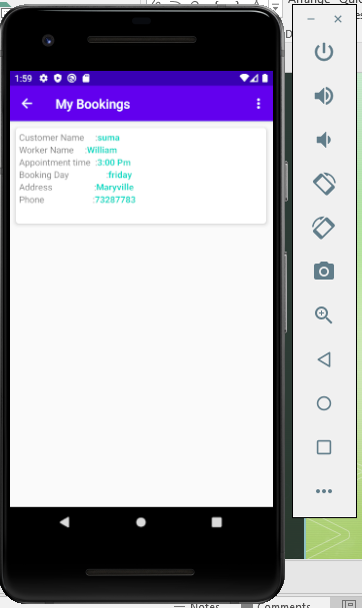 1:59
My Bookings
Customer Name :suma
Worker Name :William
Appointment time :3:00 Pm
Booking Day :friday
Address :Maryville
Phone :73287783
Notes
Comments